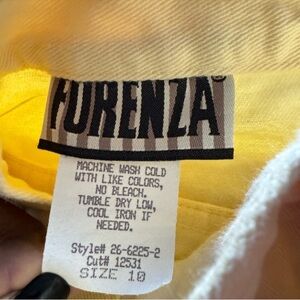 FORENZA®
MACHINE WASH COLD
WITH LIKE COLORS,
NO BLEACH.
TUMBLE DRY LOW,
COOL IRON IF
NEEDED.
Style# 26-6225-2
Cut# 12531
SIZE 10